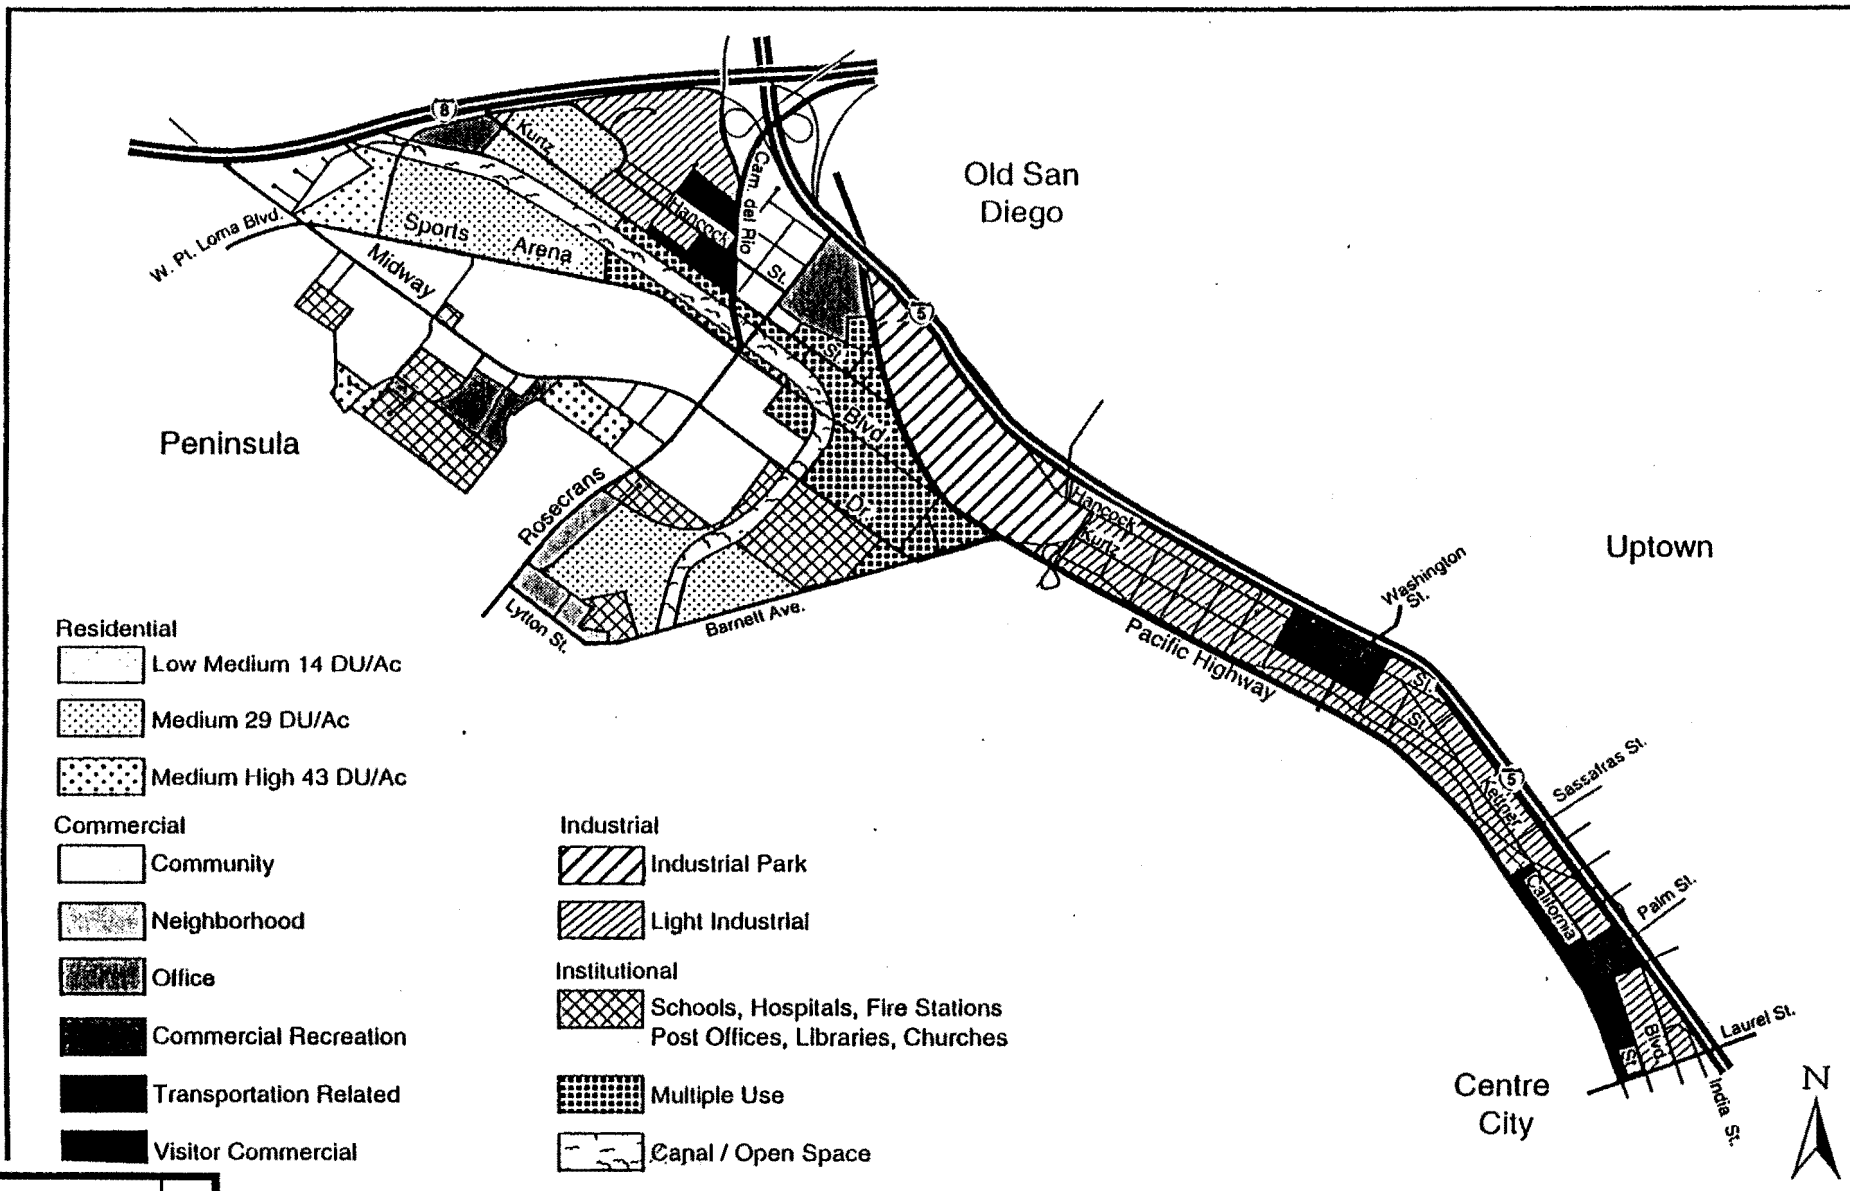 8
Kurtz
Cam. del Rio
Old San
Diego
W. Pt. Loma Blvd.
Sports
Arena
Hancock
St.
Midway
5
St.
Peninsula
Blvd.
Rosecrans
Dr.
Hancock
Kurtz
Uptown
Washington
St.
Lytton St.
Barnett Ave.
Pacific Highway
St.
St.
5
Kettner
Sassafras St.
California
Palm St.
Laurel St.
St.
Blvd.
India St.
Centre
City
N
Residential
Low Medium 14 DU/Ac
Medium 29 DU/Ac
Medium High 43 DU/Ac
Commercial
Community
Neighborhood
Office
Commercial Recreation
Transportation Related
Visitor Commercial
Industrial
Industrial Park
Light Industrial
Institutional
Schools, Hospitals, Fire Stations
Post Offices, Libraries, Churches
Multiple Use
Canal / Open Space